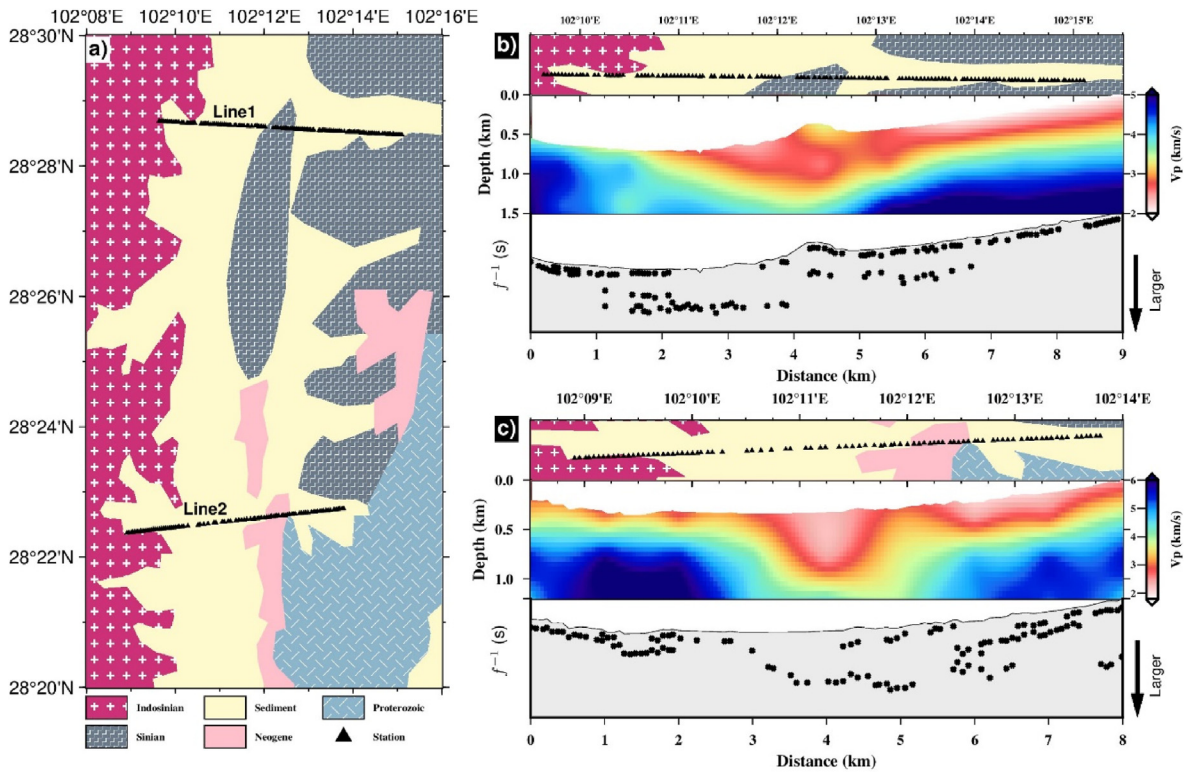 102°08'E 102°10'E 102°12'E 102°14'E 102°16'E
28°30'N
28°28'N
28°26'N
28°24'N
28°22'N
28°20'N
a)
Line1
Line2
Indosinian
Sediment
Proterozoic
Sinian
Neogene
Station
102°10'E 102°11'E 102°12'E 102°13'E 102°14'E 102°15'E
b)
0.0
0.5
1.0
1.5
Depth (km)
5
4
3
2
Vp (km/s)
f⁻¹ (s)
Larger
0 1 2 3 4 5 6 7 8 9
Distance (km)
102°09'E 102°10'E 102°11'E 102°12'E 102°13'E 102°14'E
c)
0.0
0.5
1.0
Depth (km)
6
5
4
3
2
Vp (km/s)
f⁻¹ (s)
Larger
0 1 2 3 4 5 6 7 8
Distance (km)